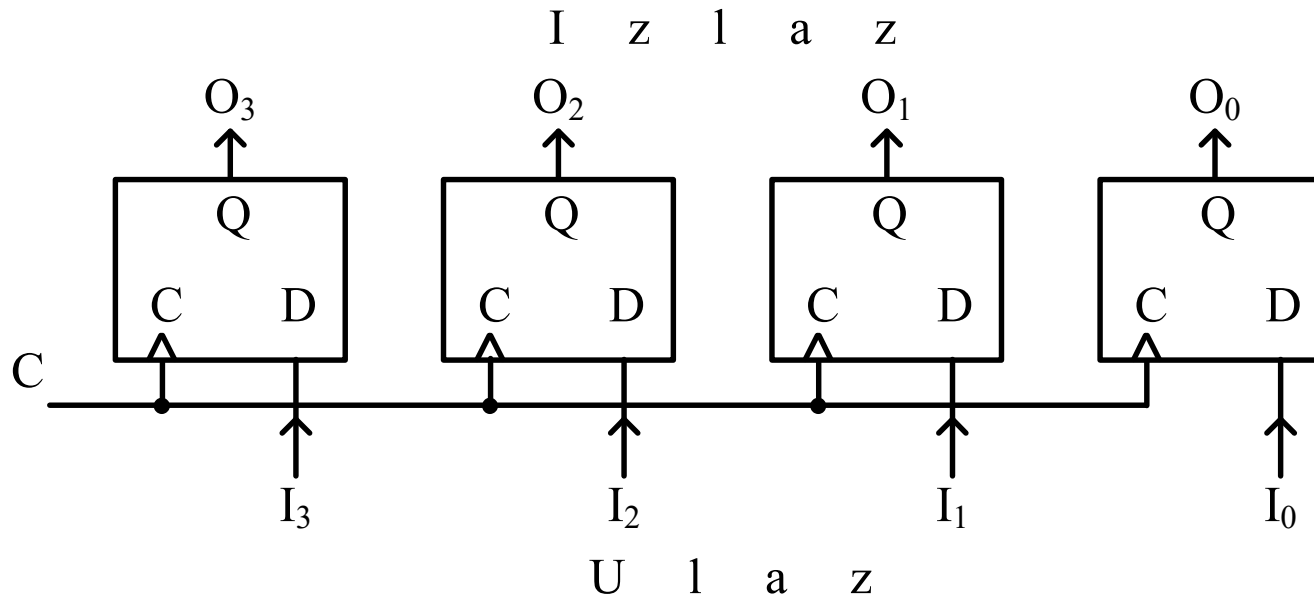 I z l a z
O3 O2 O1 O0
Q Q Q Q
C D C D C D C D
C
I3 I2 I1 I0
U l a z